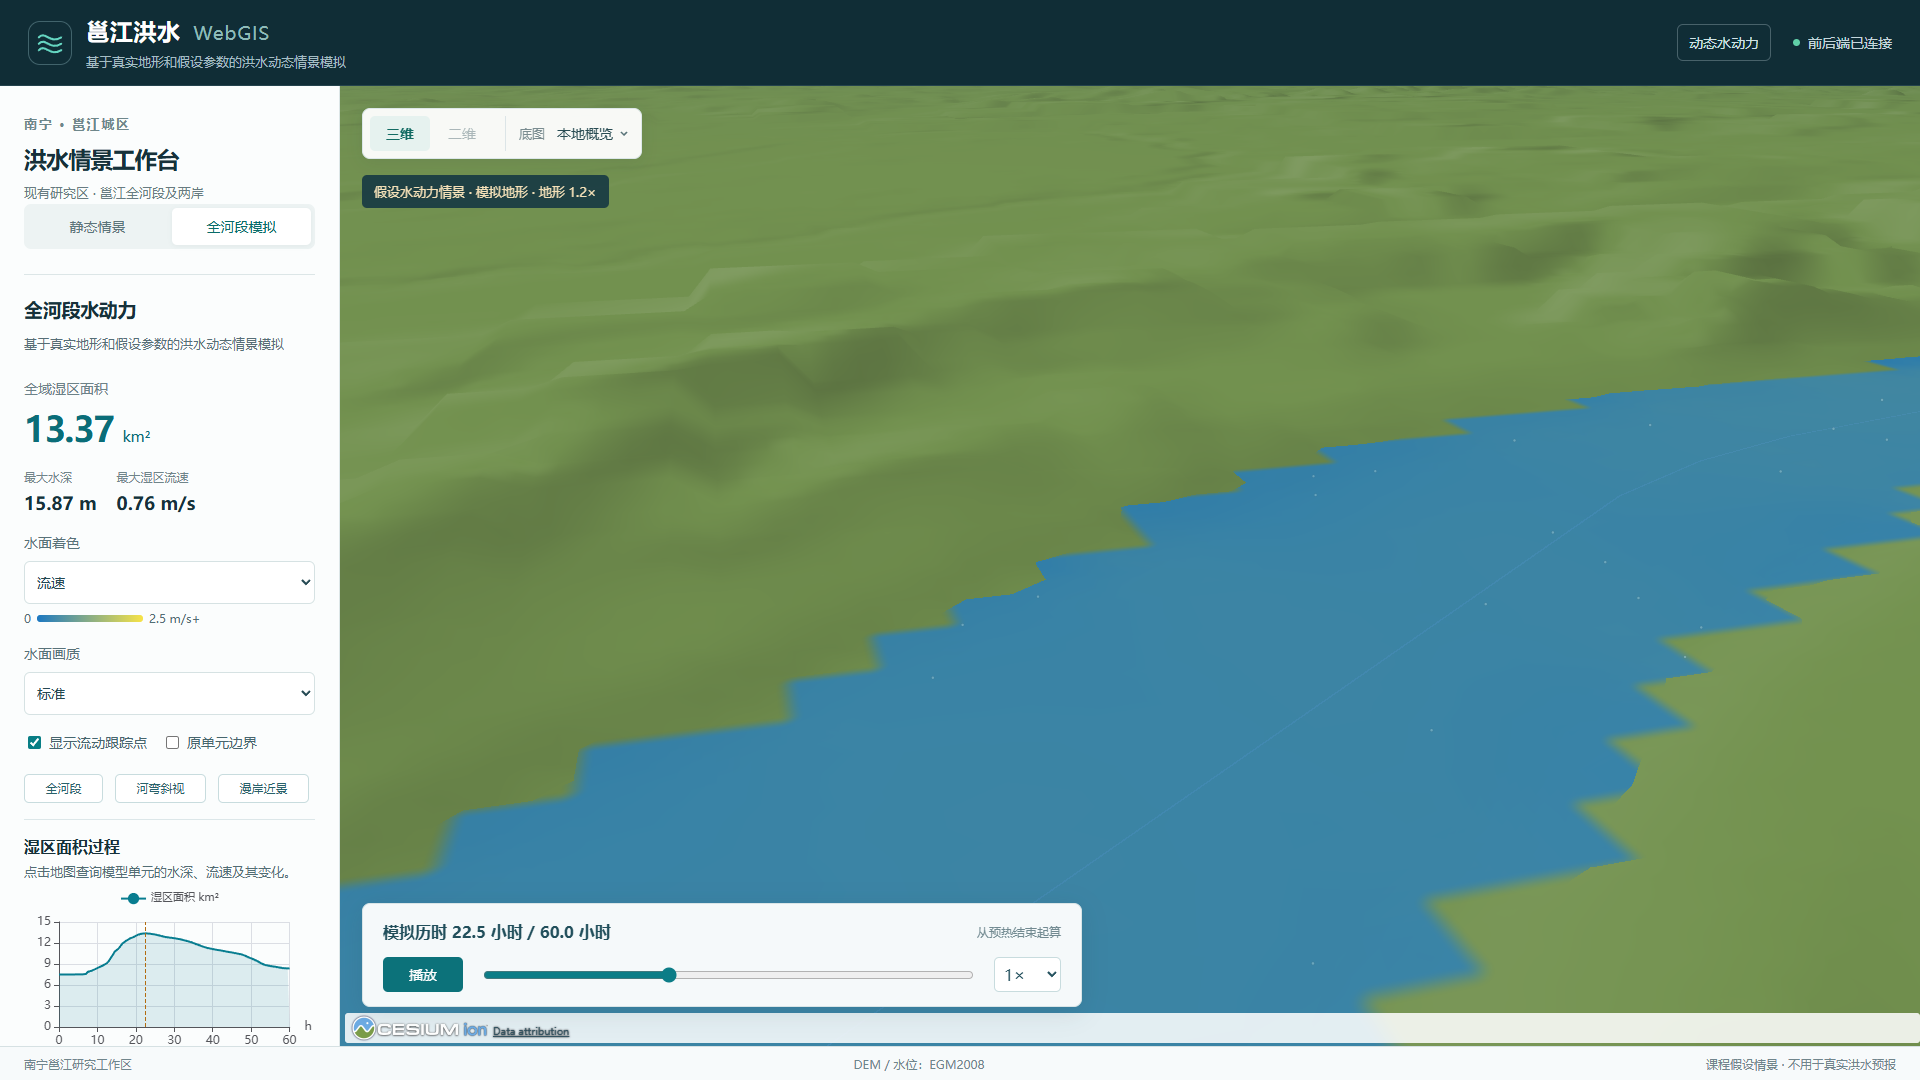 邕江洪水 WebGIS
基于真实地形和假设参数的洪水动态情景模拟
动态水动力
前后端已连接
南宁 • 邕江城区
洪水情景工作台
现有研究区 · 邕江全河段及两岸
静态情景 全河段模拟
全河段水动力
基于真实地形和假设参数的洪水动态情景模拟
全域湿区面积
13.37 km²
最大水深 最大湿区流速
15.87 m 0.76 m/s
水面着色
流速
0 2.5 m/s+
水面画质
标准
显示流动跟踪点 原单元边界
全河段 河弯斜视 漫岸近景
湿区面积过程
点击地图查询模型单元的水深、流速及其变化。
湿区面积 km²
15
12
9
6
3
0
0 10 20 30 40 50 60
h
三维 二维 底图 本地概览
假设水动力情景 · 模拟地形 · 地形 1.2×
模拟历时 22.5 小时 / 60.0 小时
从预热结束起算
播放
1×
CESIUM ion Data attribution
南宁邕江研究工作区
DEM / 水位：EGM2008
课程假设情景 · 不用于真实洪水预报